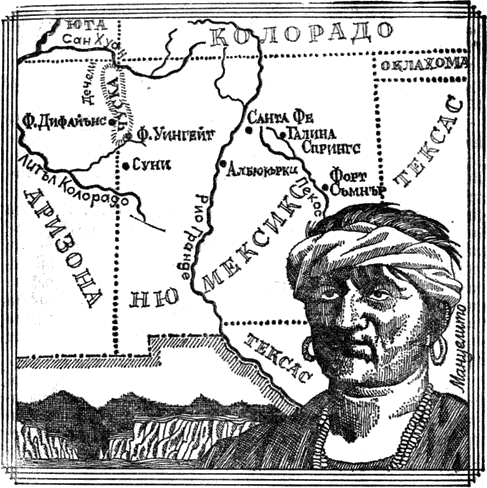 ЮТА
Сан Хуан
КОЛОРАДО
ОКЛАХОМА
Дечели
ЧУСКА
Ф. Дифайънс
Ф. Уингейт
Суни
Санта Фе
Галина
Спрингс
Албюкърки
Пекос
Форт
Съмнър
ТЕКСАС
Литъл Колорадо
Рио Гранде
АРИЗОНА
НЮ МЕКСИКО
ТЕКСАС
Мануелито